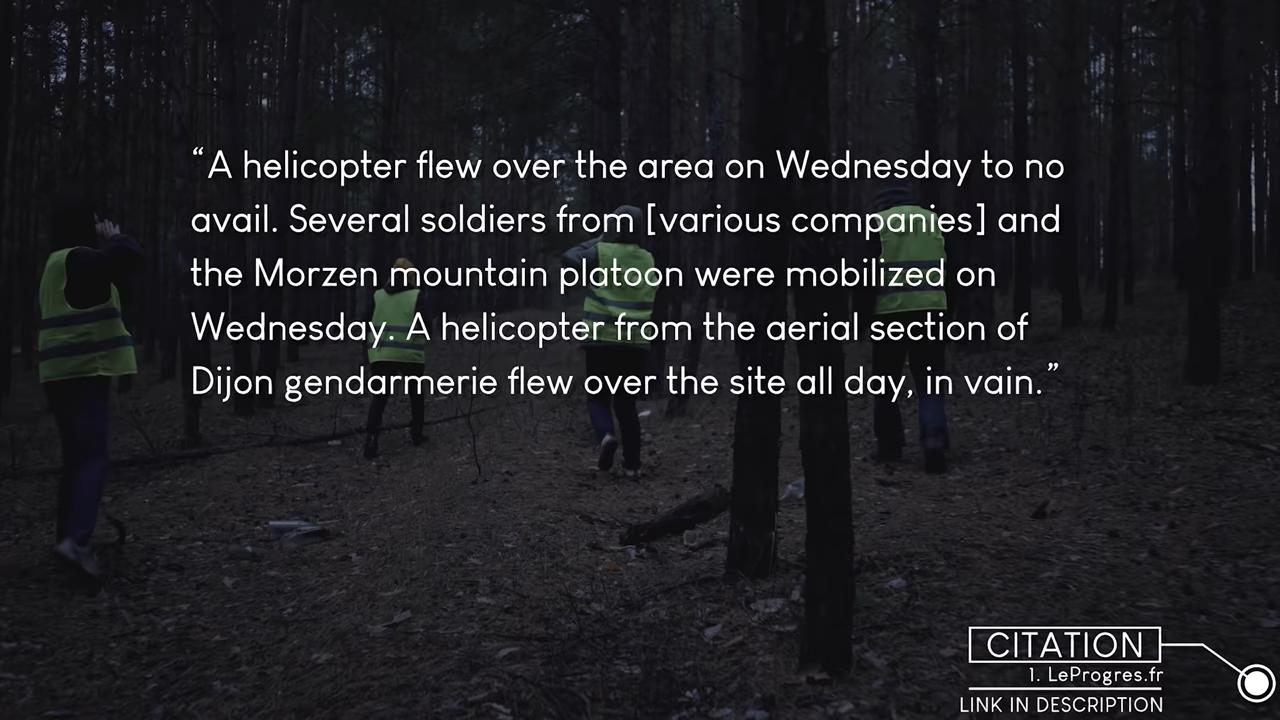 “A helicopter flew over the area on Wednesday to no
avail. Several soldiers from [various companies] and
the Morzen mountain platoon were mobilized on
Wednesday. A helicopter from the aerial section of
Dijon gendarmerie flew over the site all day, in vain.”
CITATION
1. LeProgres.fr
LINK IN DESCRIPTION